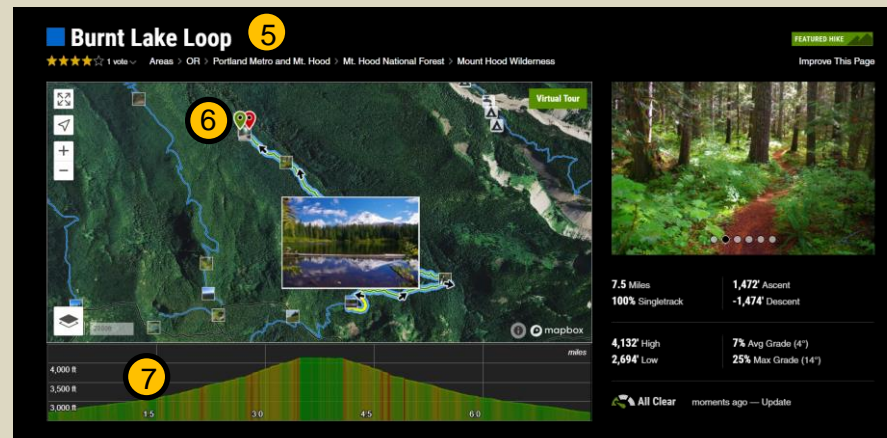 Burnt Lake Loop
5
FEATURED HIKE
1 vote
Areas > OR > Portland Metro and Mt. Hood > Mt. Hood National Forest > Mount Hood Wilderness
Improve This Page
6
Virtual Tour
+
−
mapbox
7.5 Miles
1,472' Ascent
100% Singletrack
-1,474' Descent
4,132' High
7% Avg Grade (4°)
2,694' Low
25% Max Grade (14°)
miles
4,000 ft
7
3,500 ft
3,000 ft
1.5
3.0
4.5
6.0
All Clear
moments ago — Update